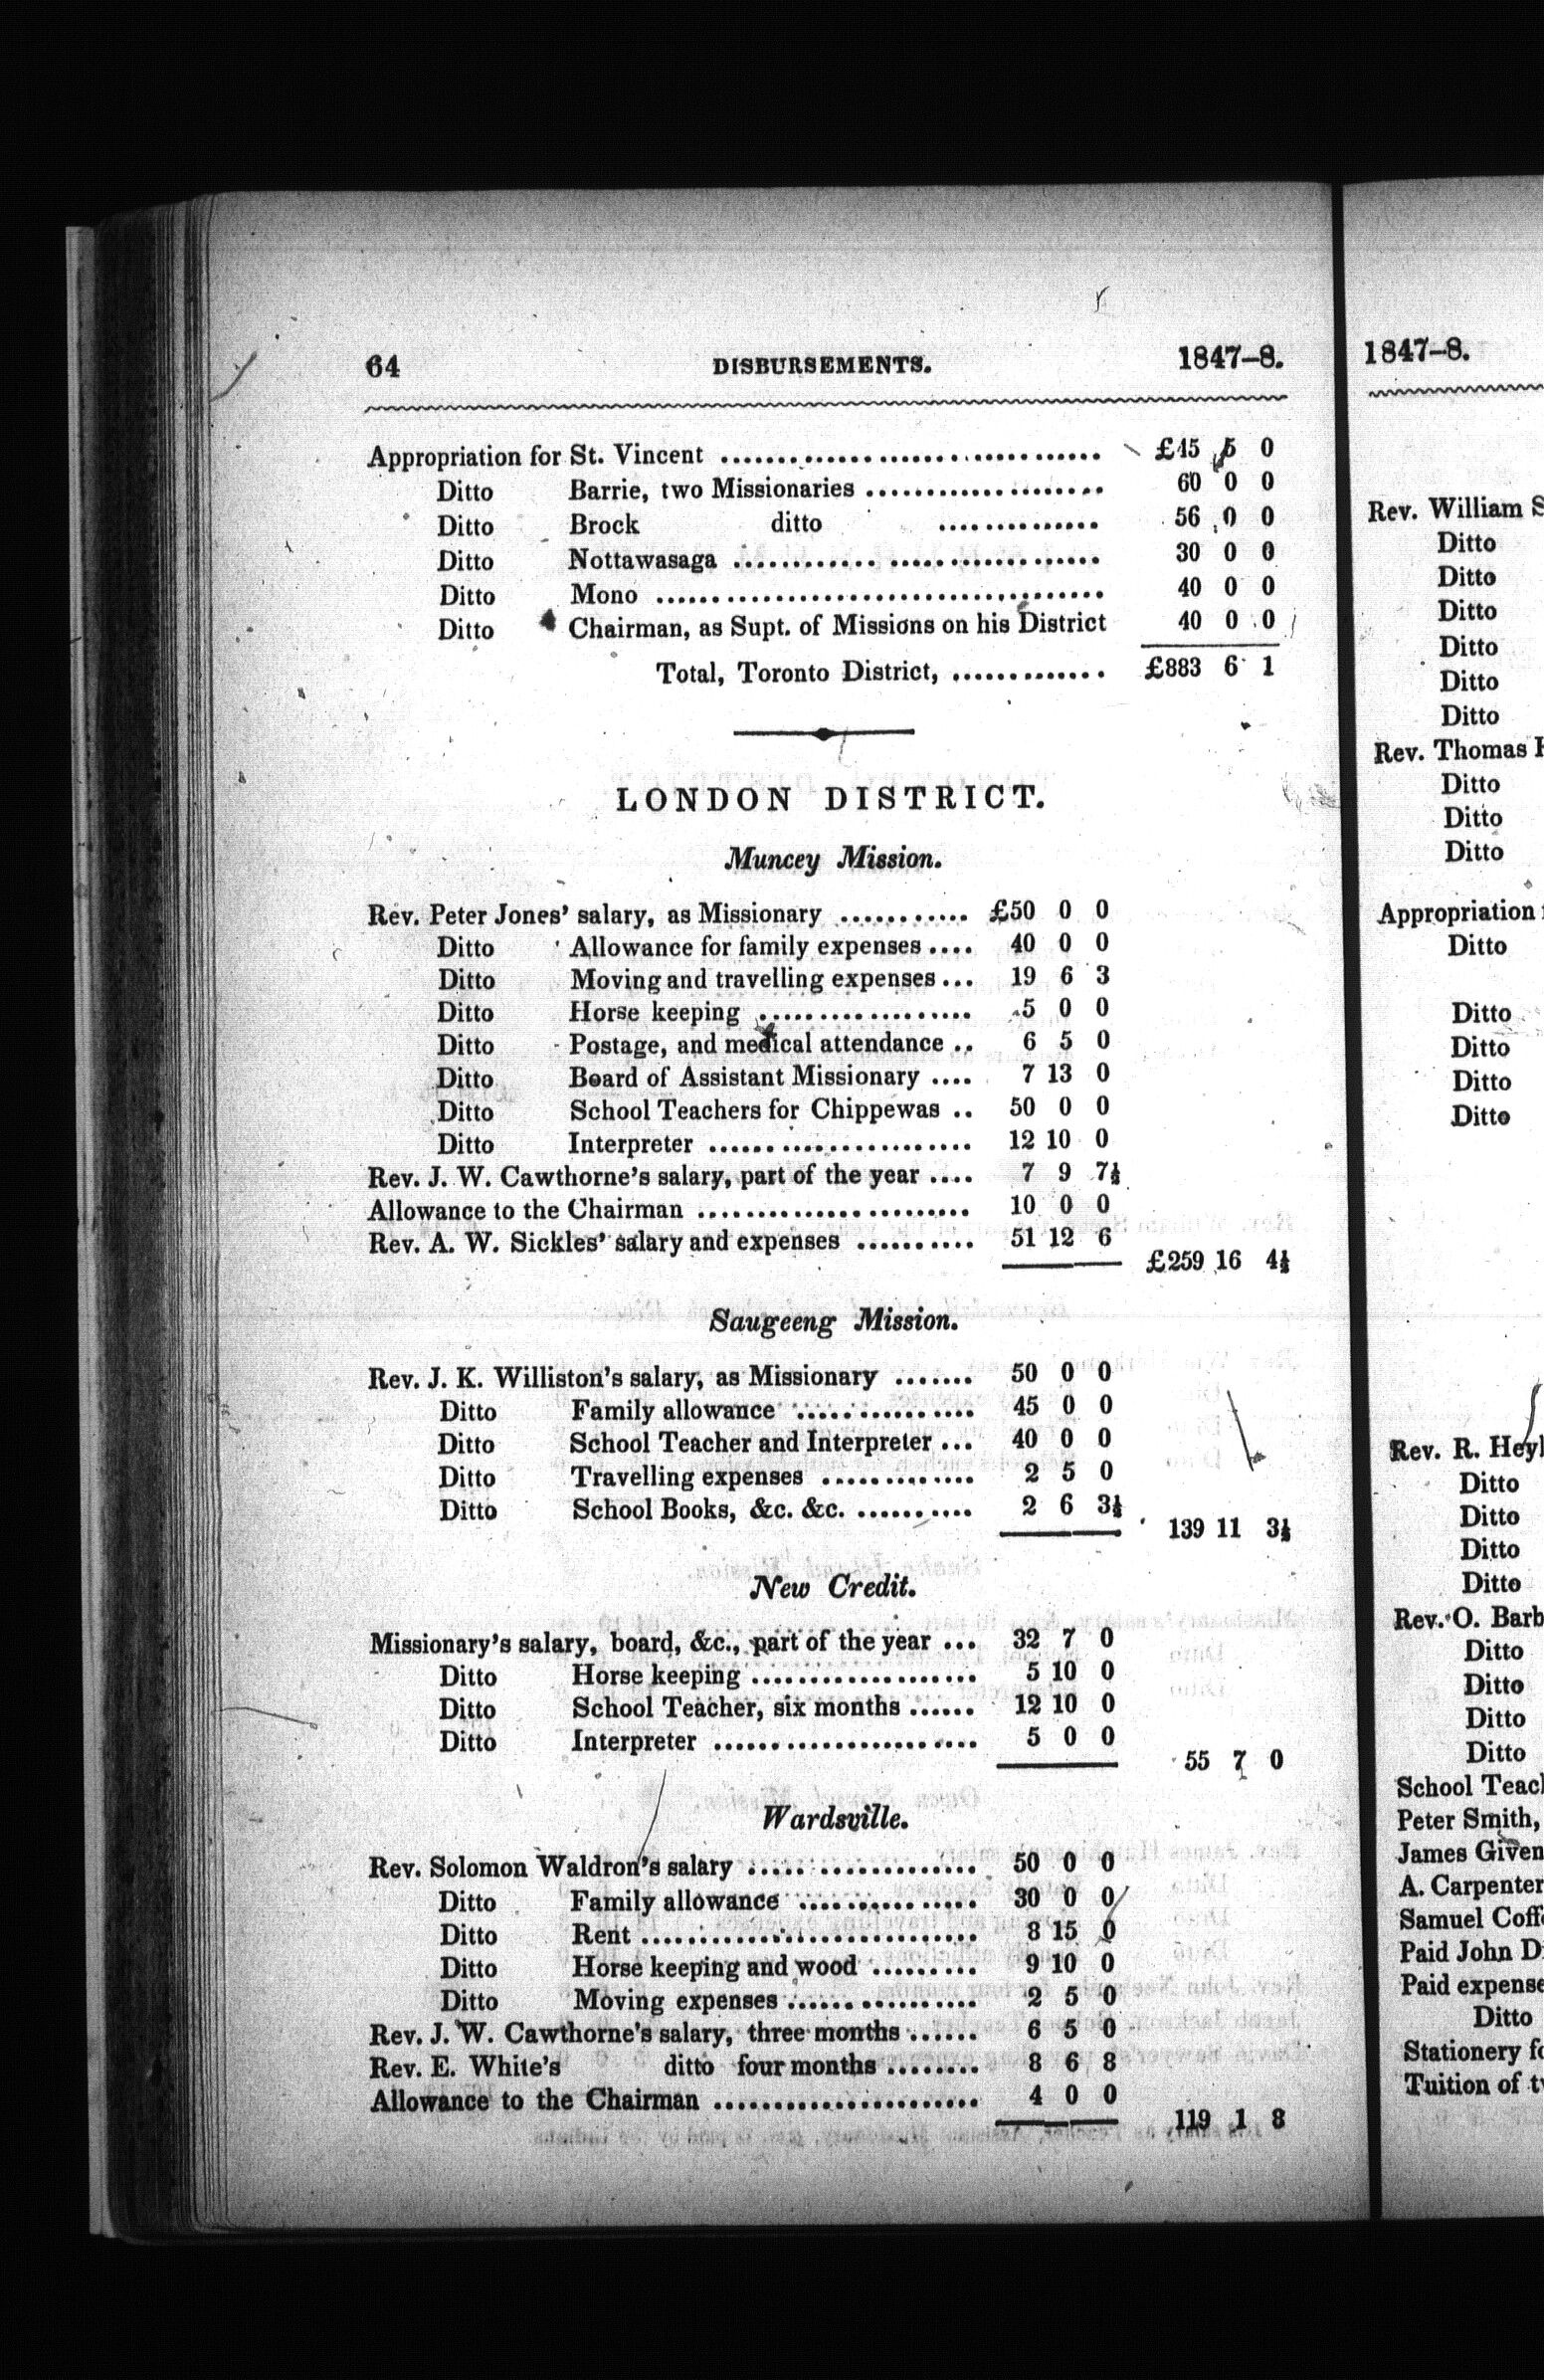 64 DISBURSEMENTS. 1847–8.
Appropriation for St. Vincent .................................. £45 5 0
Ditto Barrie, two Missionaries .................... 60 0 0
Ditto Brock ditto .............. 56 0 0
Ditto Nottawasaga ............................... 30 0 0
Ditto Mono ...................................... 40 0 0
Ditto Chairman, as Supt. of Missions on his District 40 0 0
Total, Toronto District, ............. £883 6 1
LONDON DISTRICT.
Muncey Mission.
Rev. Peter Jones' salary, as Missionary ........... £50 0 0
Ditto Allowance for family expenses .... 40 0 0
Ditto Moving and travelling expenses ... 19 6 3
Ditto Horse keeping .................. 5 0 0
Ditto Postage, and medical attendance .. 6 5 0
Ditto Board of Assistant Missionary .... 7 13 0
Ditto School Teachers for Chippewas .. 50 0 0
Ditto Interpreter ...................... 12 10 0
Rev. J. W. Cawthorne's salary, part of the year .... 7 9 7½
Allowance to the Chairman ....................... 10 0 0
Rev. A. W. Sickles' salary and expenses .......... 51 12 6
£259 16 4½
Saugeeng Mission.
Rev. J. K. Williston's salary, as Missionary ....... 50 0 0
Ditto Family allowance ................ 45 0 0
Ditto School Teacher and Interpreter ... 40 0 0
Ditto Travelling expenses ............. 2 5 0
Ditto School Books, &c. &c. .......... 2 6 3½
139 11 3½
New Credit.
Missionary's salary, board, &c., part of the year ... 32 7 0
Ditto Horse keeping ................... 5 10 0
Ditto School Teacher, six months ...... 12 10 0
Ditto Interpreter ...................... 5 0 0
55 7 0
Wardsville.
Rev. Solomon Waldron's salary ................... 50 0 0
Ditto Family allowance ................ 30 0 0
Ditto Rent ............................ 8 15 0
Ditto Horse keeping and wood ......... 9 10 0
Ditto Moving expenses ................ 2 5 0
Rev. J. W. Cawthorne's salary, three months ...... 6 5 0
Rev. E. White's ditto four months ........ 8 6 8
Allowance to the Chairman ...................... 4 0 0
119 1 8
1847–8.
Rev. William
Ditto
Ditto
Ditto
Ditto
Ditto
Ditto
Rev. Thomas
Ditto
Ditto
Ditto
Appropriation
Ditto
Ditto
Ditto
Ditto
Ditto
Rev. R.
Ditto
Ditto
Ditto
Ditto
Rev. O.
Ditto
Ditto
Ditto
Ditto
School
Peter Smith,
James
A. Carpenter
Samuel
Paid John
Paid
Ditto
Stationery
Tuition of